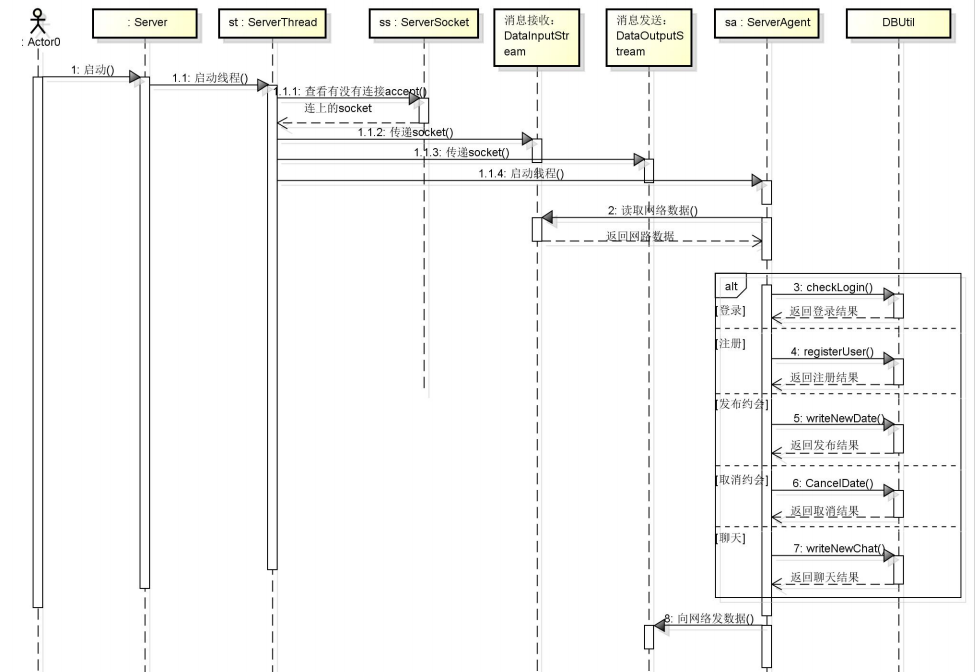 : Actor0
: Server
st : ServerThread
ss : ServerSocket
消息接收:
DataInputStr
eam
消息发送:
DataOutputS
tream
sa : ServerAgent
DBUtil
1: 启动()
1.1: 启动线程()
1.1.1: 查看有没有连接accept()
连上的socket
1.1.2: 传递socket()
1.1.3: 传递socket()
1.1.4: 启动线程()
2: 读取网络数据()
返回网路数据
alt
3: checkLogin()
[登录]
返回登录结果
[注册]
4: registerUser()
返回注册结果
[发布约会]
5: writeNewDate()
返回发布结果
[取消约会]
6: CancelDate()
返回取消结果
[聊天]
7: writeNewChat()
返回聊天结果
8: 向网络发数据()